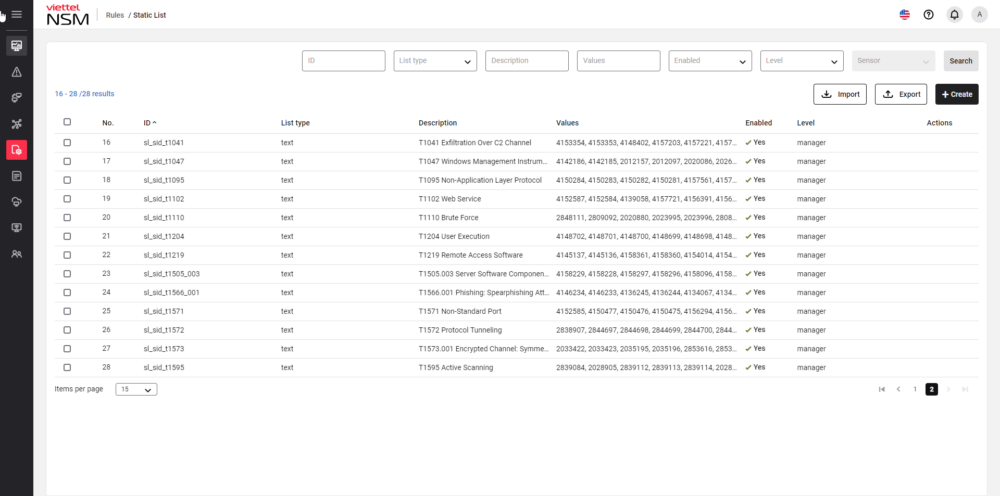 viettel
NSM
Rules / Static List
A
ID
List type
Description
Values
Enabled
Level
Sensor
Search
16 - 28 /28 results
Import
Export
Create
No. ID List type Description Values Enabled Level Actions
16 sl_sid_t1041 text T1041 Exfiltration Over C2 Channel 4153354, 4153353, 4148402, 4157203, 4157221, 4157... Yes manager
17 sl_sid_t1047 text T1047 Windows Management Instrum... 4142186, 4142185, 2012157, 2012097, 2020086, 2026... Yes manager
18 sl_sid_t1095 text T1095 Non-Application Layer Protocol 4150284, 4150283, 4150282, 4150281, 4157561, 4157... Yes manager
19 sl_sid_t1102 text T1102 Web Service 4152587, 4152584, 4139058, 4157721, 4156391, 4156... Yes manager
20 sl_sid_t1110 text T1110 Brute Force 2848111, 2809092, 2020880, 2023995, 2023996, 2808... Yes manager
21 sl_sid_t1204 text T1204 User Execution 4148702, 4148701, 4148700, 4148699, 4148698, 4148... Yes manager
22 sl_sid_t1219 text T1219 Remote Access Software 4145137, 4145136, 4158361, 4158360, 4154014, 4154... Yes manager
23 sl_sid_t1505_003 text T1505.003 Server Software Componen... 4158229, 4158228, 4158297, 4158296, 4158096, 4158... Yes manager
24 sl_sid_t1566_001 text T1566.001 Phishing: Spearphishing Att... 4146234, 4146233, 4136245, 4136244, 4134067, 4134... Yes manager
25 sl_sid_t1571 text T1571 Non-Standard Port 4152585, 4150477, 4150476, 4150475, 4156294, 4156... Yes manager
26 sl_sid_t1572 text T1572 Protocol Tunneling 2838907, 2844697, 2844698, 2844699, 2844700, 2844... Yes manager
27 sl_sid_t1573 text T1573.001 Encrypted Channel: Symme... 2033422, 2033423, 2035195, 2035196, 2853616, 2853... Yes manager
28 sl_sid_t1595 text T1595 Active Scanning 2839084, 2028905, 2839112, 2839113, 2839114, 2028... Yes manager
Items per page 15 1 2